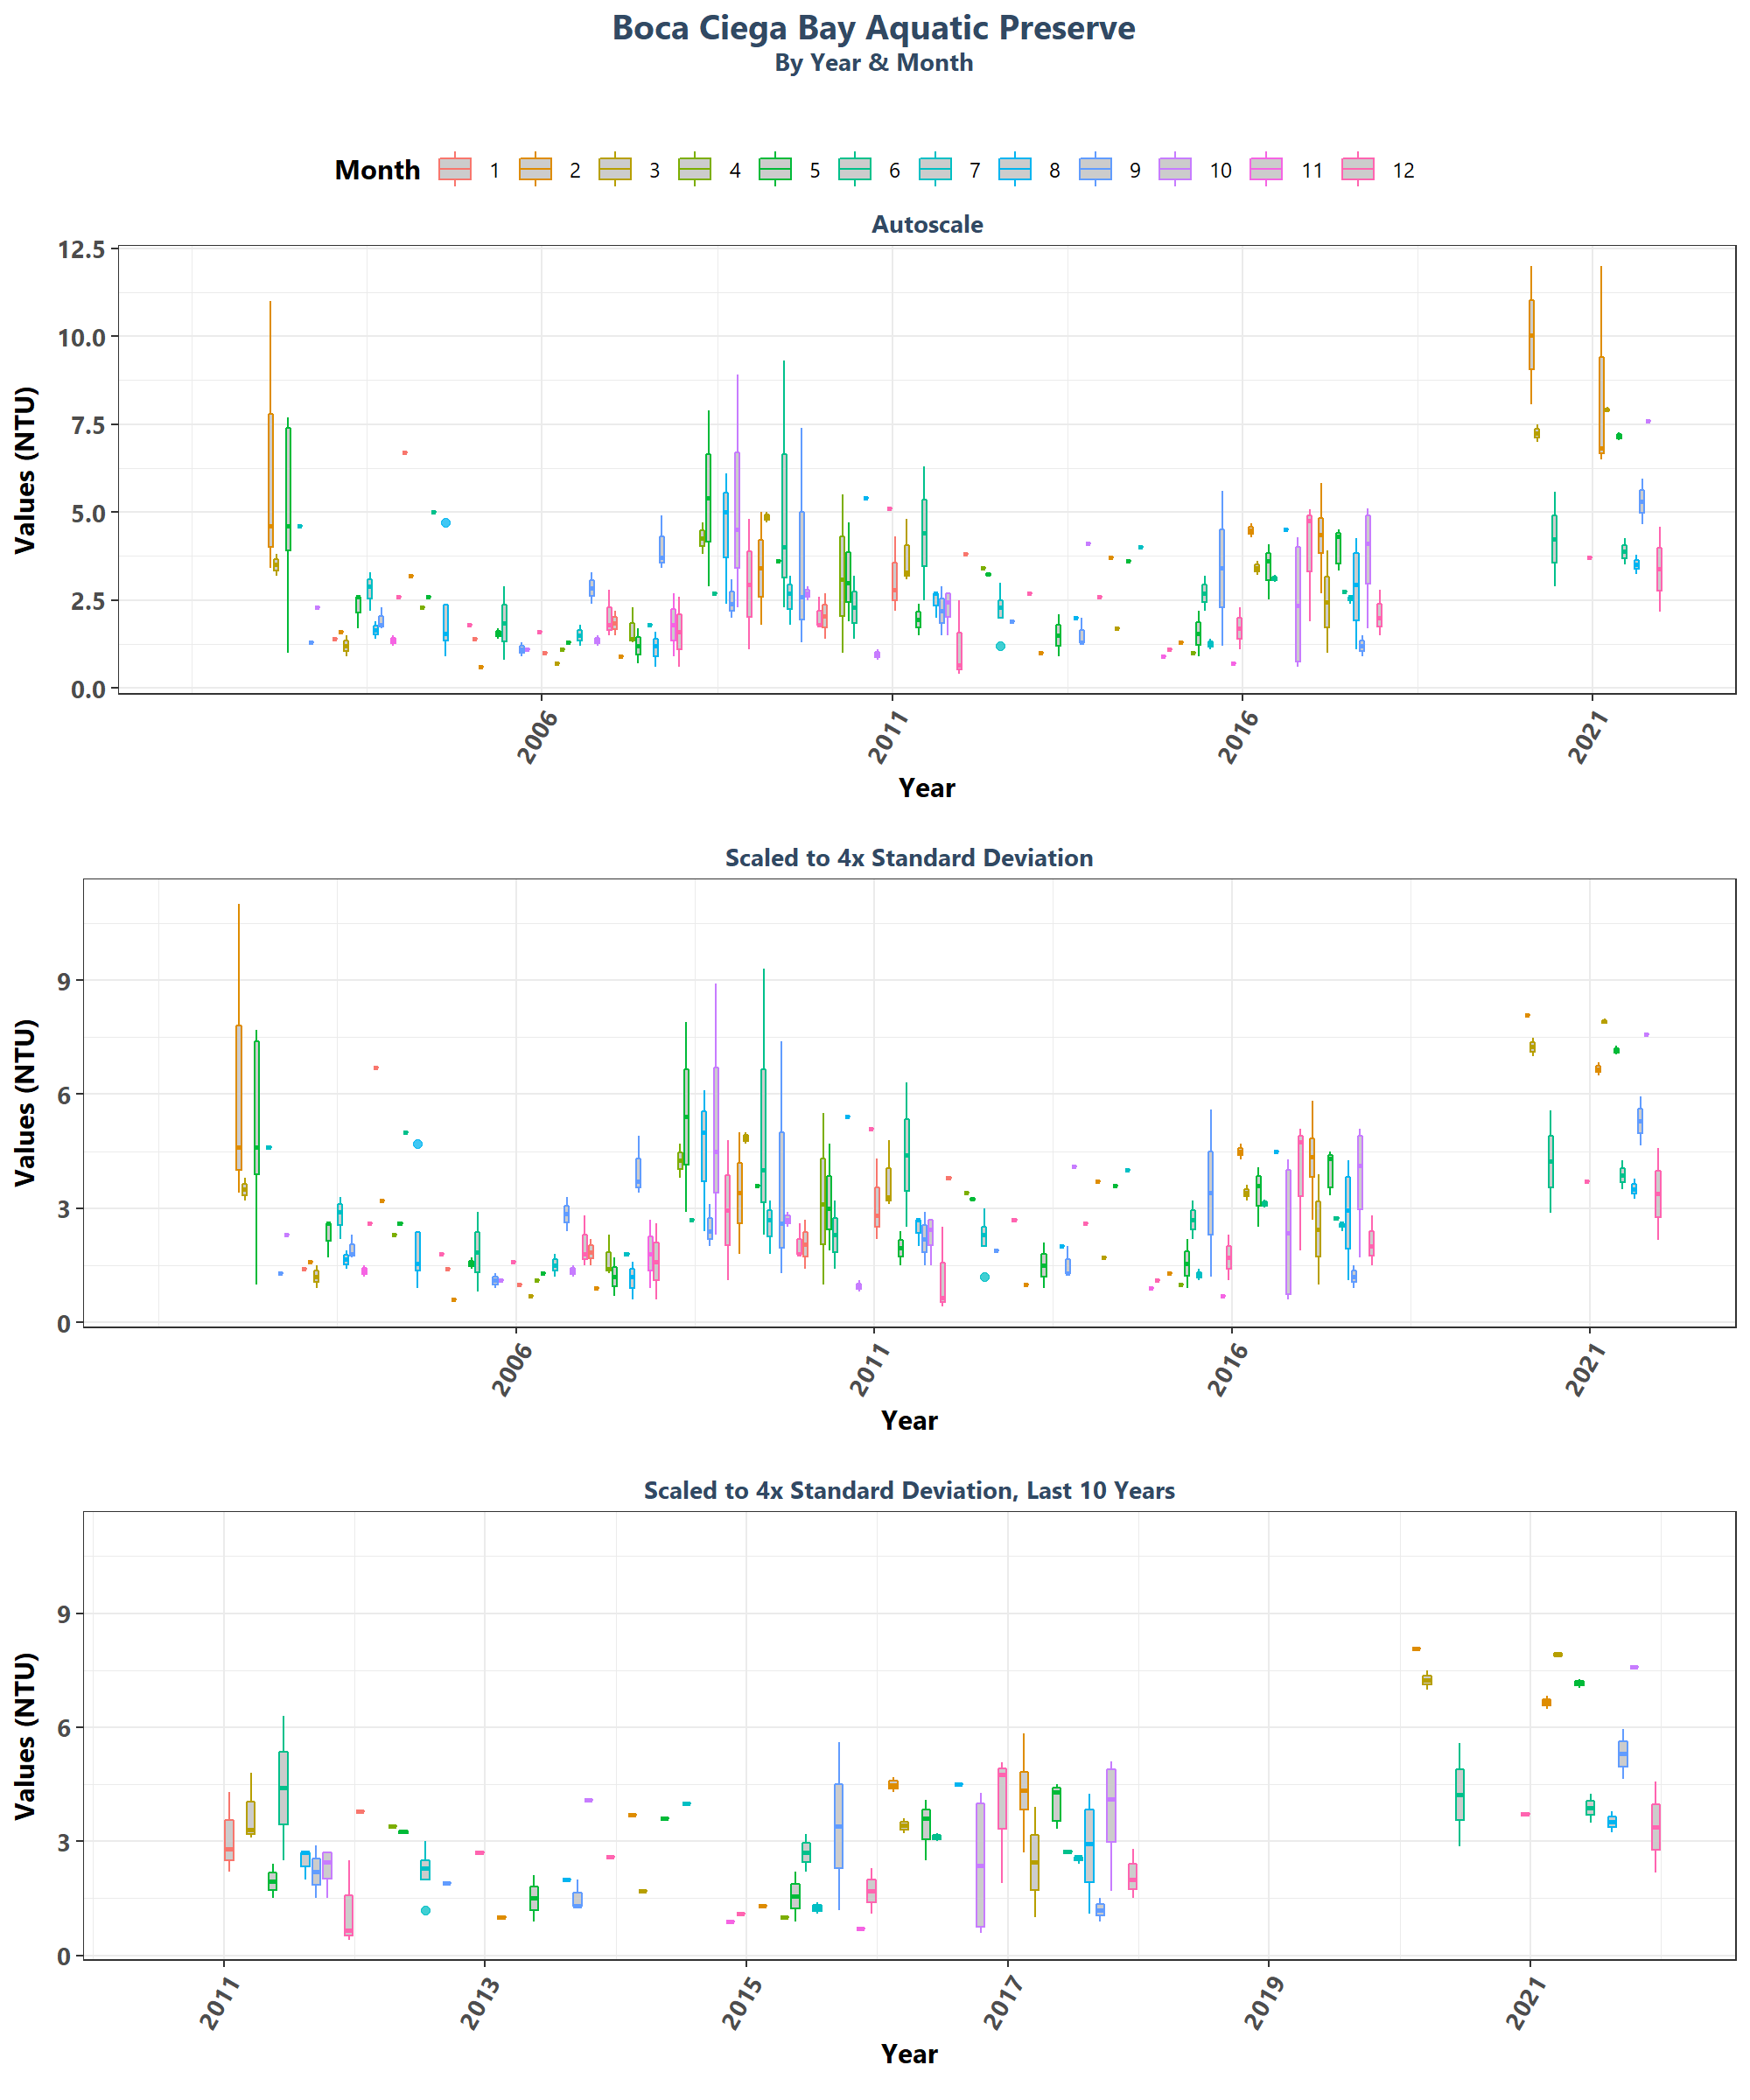 Boca Ciega Bay Aquatic Preserve
By Year & Month
Month 1 2 3 4 5 6 7 8 9 10 11 12
Autoscale
Values (NTU)
12.5
10.0
7.5
5.0
2.5
0.0
2006 2011 2016 2021
Year
Scaled to 4x Standard Deviation
Values (NTU)
9
6
3
0
2006 2011 2016 2021
Year
Scaled to 4x Standard Deviation, Last 10 Years
Values (NTU)
9
6
3
0
2011 2013 2015 2017 2019 2021
Year